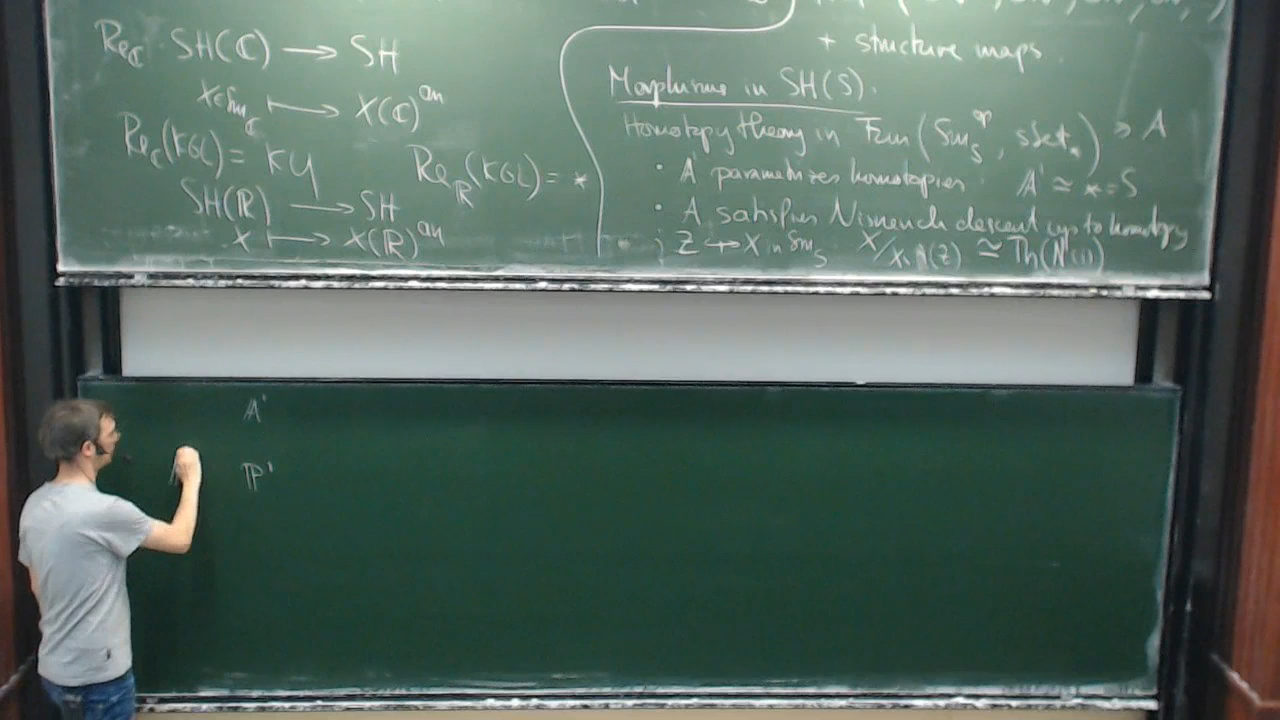 Re_ℂ SH(ℂ) → SH
X∈Sm_ℂ ↦ X(ℂ)^an
Re_ℂ(KGL) = KU
Re_ℝ(KGL) = *
SH(ℝ) → SH
X ↦ X(ℝ)^an
+ structure maps.
Morphisms in SH(S).
Homotopy theory in Fun(Sm_S^op, sSet_*) ∋ A
· A¹ parametrizes homotopies A¹ ≃ * = S
· A satisfies Nisnevich descent up to homotopy
i Z ↪ X in Sm_S X/X∖i(Z) ≅ Th(N(i))
𝔸¹
ℙ¹